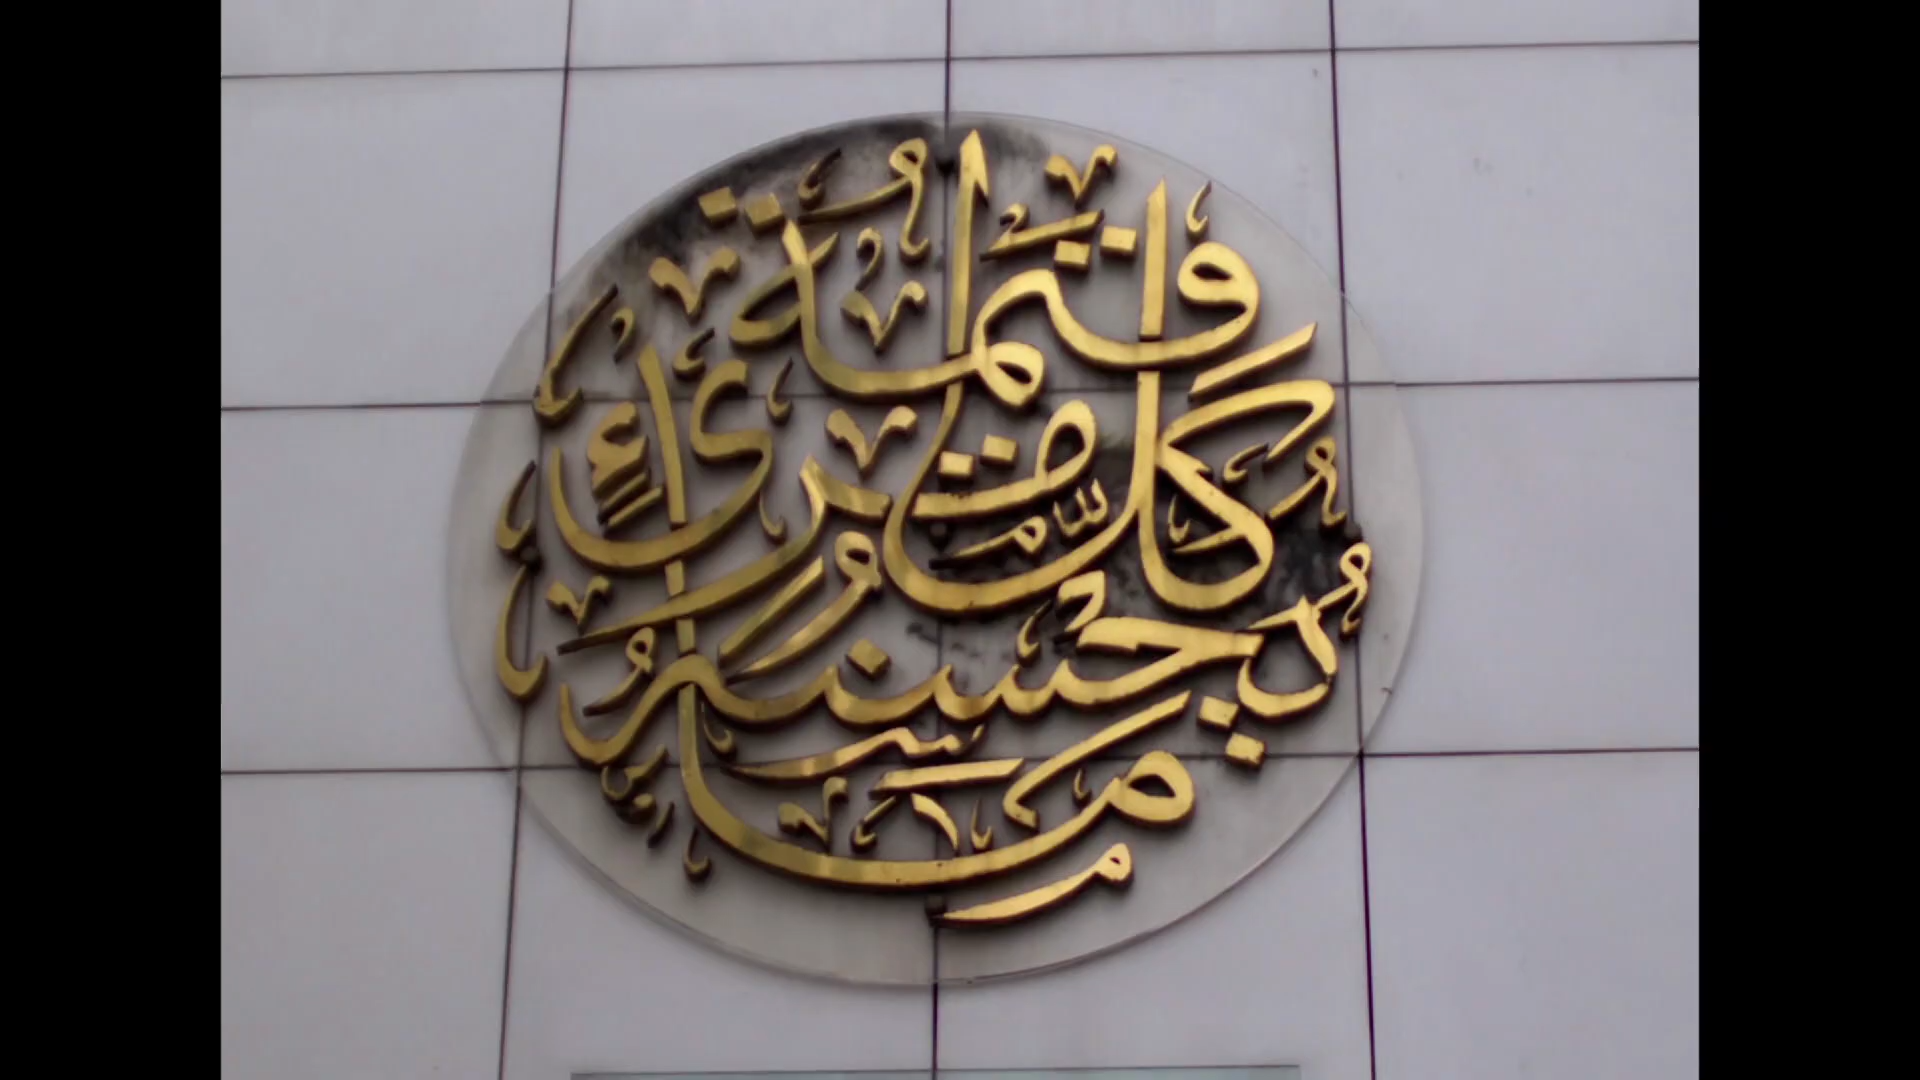 قيمة
كل امرئ
ما يحسنه